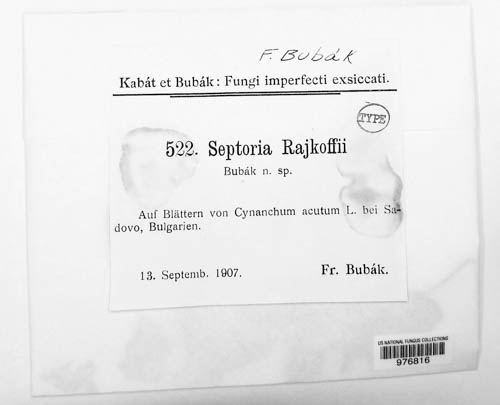 F. Bubák
Kabát et Bubák: Fungi imperfecti exsiccati.
TYPE
522. Septoria Rajkoffii
Bubák n. sp.
Auf Blättern von Cynanchum acutum L. bei Sa-
dovo, Bulgarien.
13. Septemb. 1907. Fr. Bubák.
US NATIONAL FUNGUS COLLECTIONS
976816